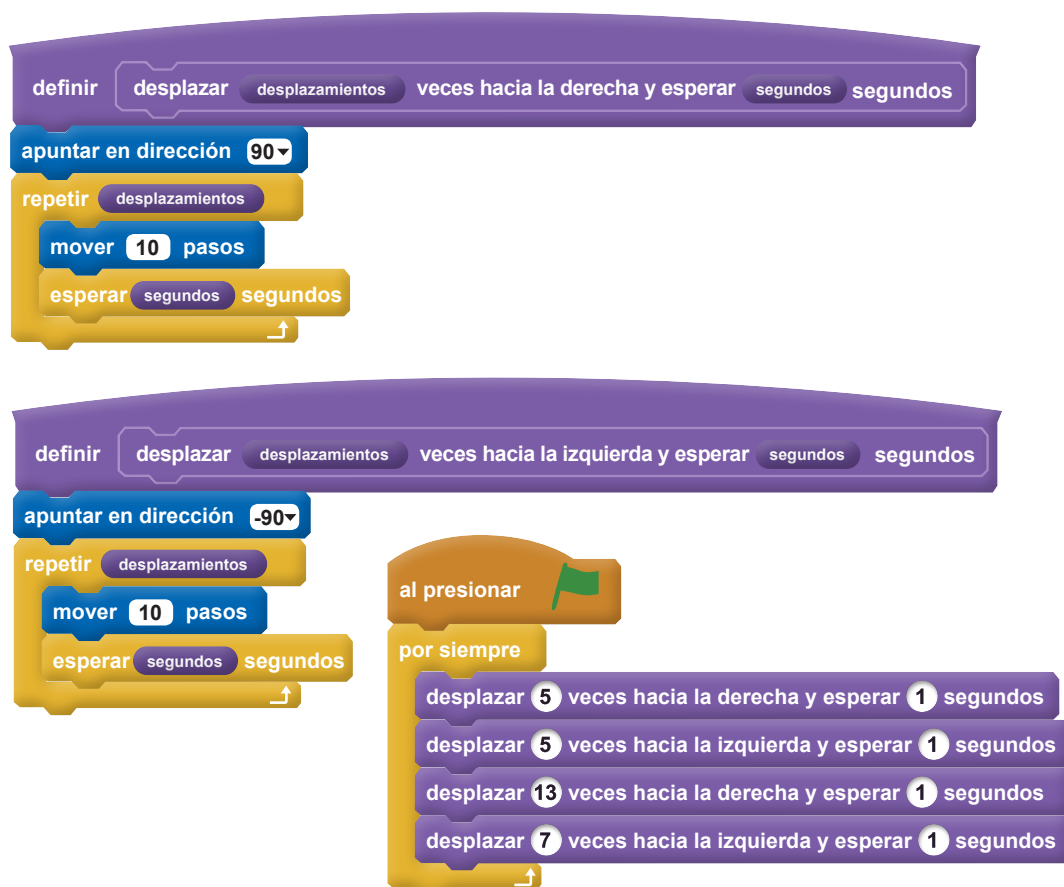 definir desplazar desplazamientos veces hacia la derecha y esperar segundos segundos
apuntar en dirección 90
repetir desplazamientos
mover 10 pasos
esperar segundos segundos
definir desplazar desplazamientos veces hacia la izquierda y esperar segundos segundos
apuntar en dirección -90
repetir desplazamientos
mover 10 pasos
esperar segundos segundos
al presionar
por siempre
desplazar 5 veces hacia la derecha y esperar 1 segundos
desplazar 5 veces hacia la izquierda y esperar 1 segundos
desplazar 13 veces hacia la derecha y esperar 1 segundos
desplazar 7 veces hacia la izquierda y esperar 1 segundos